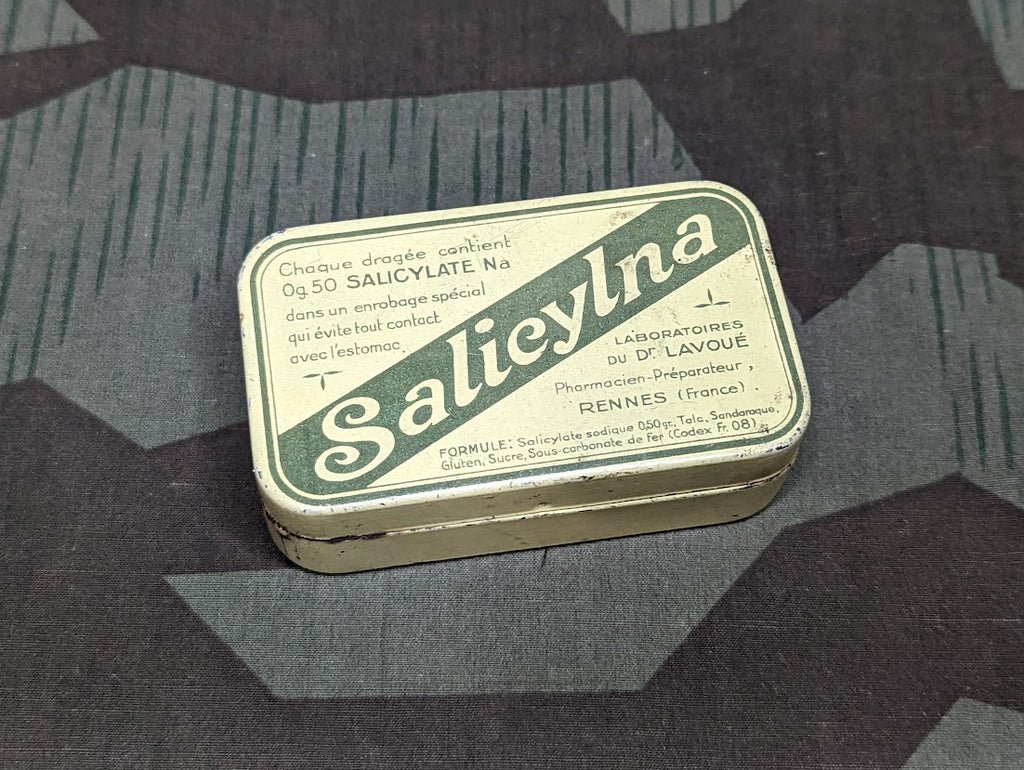 Chaque dragée contient
0g.50 SALICYLATE Na
dans un enrobage spécial
qui évite tout contact
avec l'estomac.
Salicylna
LABORATOIRES
DU Dr LAVOUÉ
Pharmacien-Préparateur,
RENNES (France).
FORMULE: Salicylate sodique 0,50gr., Talc, Sandaraque,
Gluten, Sucre, Sous-carbonate de Fer (Codex Fr. 08)